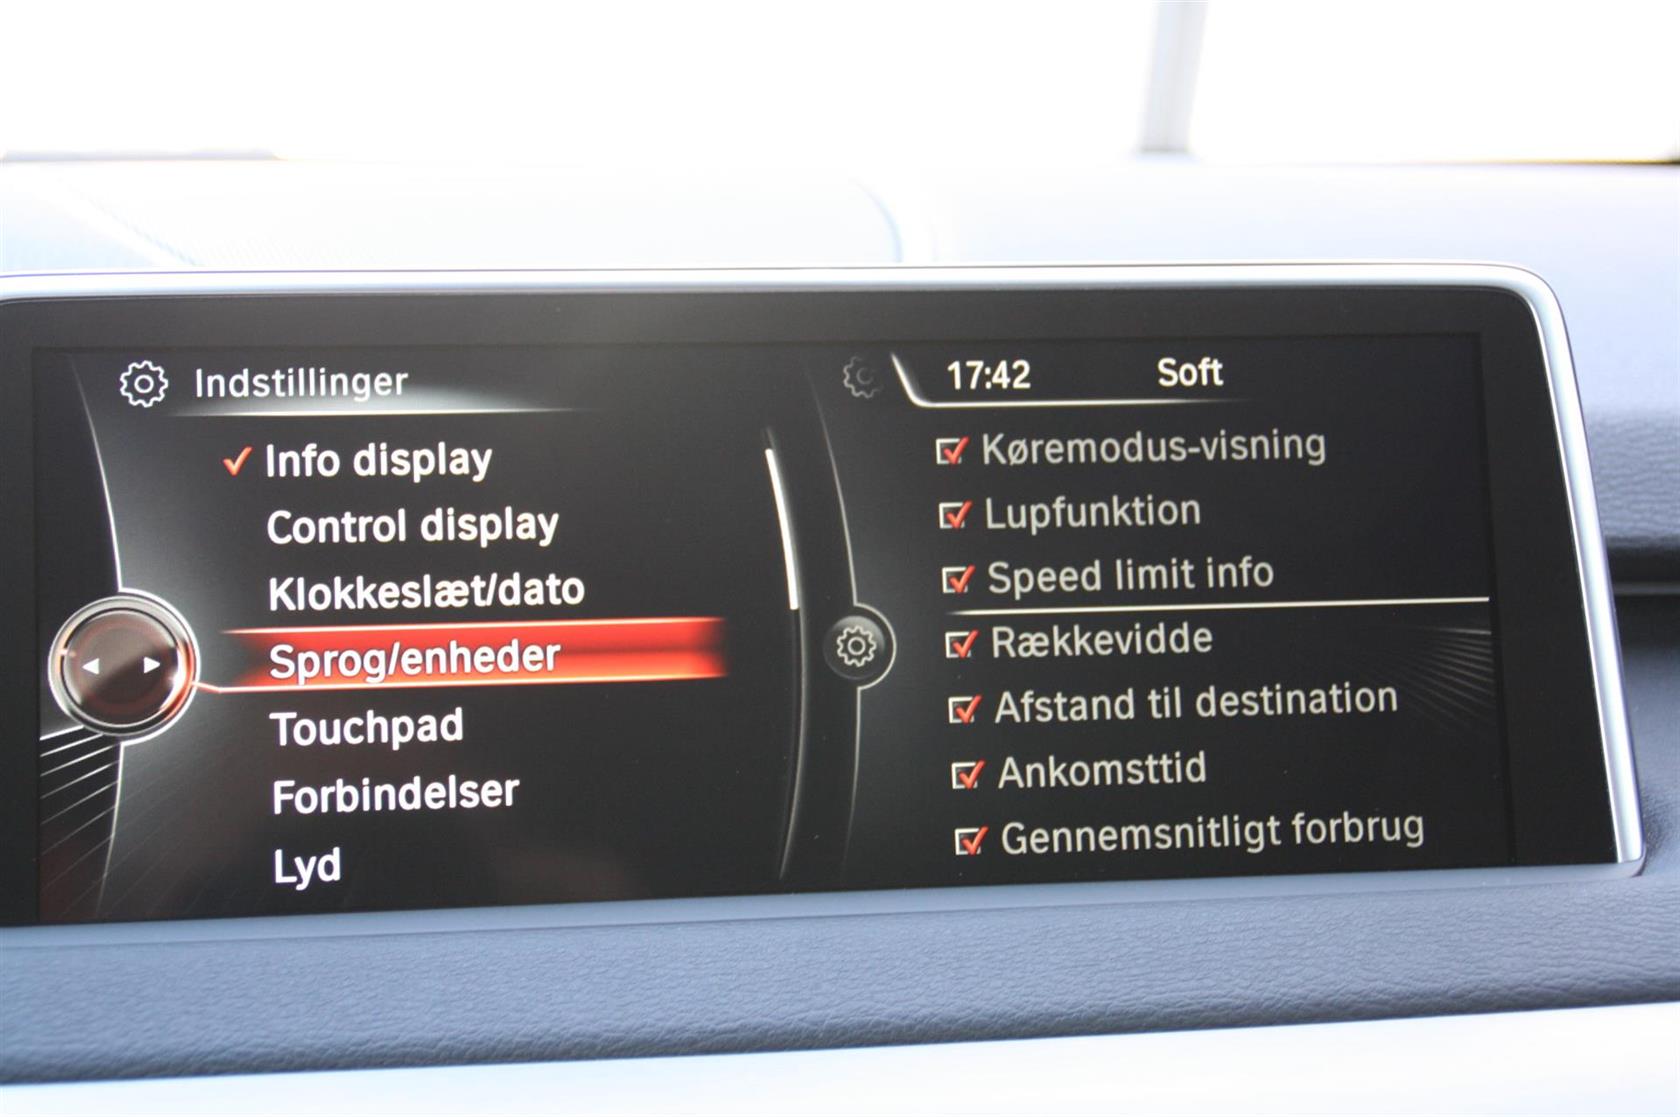 Indstillinger
Info display
Control display
Klokkeslæt/dato
Sprog/enheder
Touchpad
Forbindelser
Lyd
17:42 Soft
Køremodus-visning
Lupfunktion
Speed limit info
Rækkevidde
Afstand til destination
Ankomsttid
Gennemsnitligt forbrug